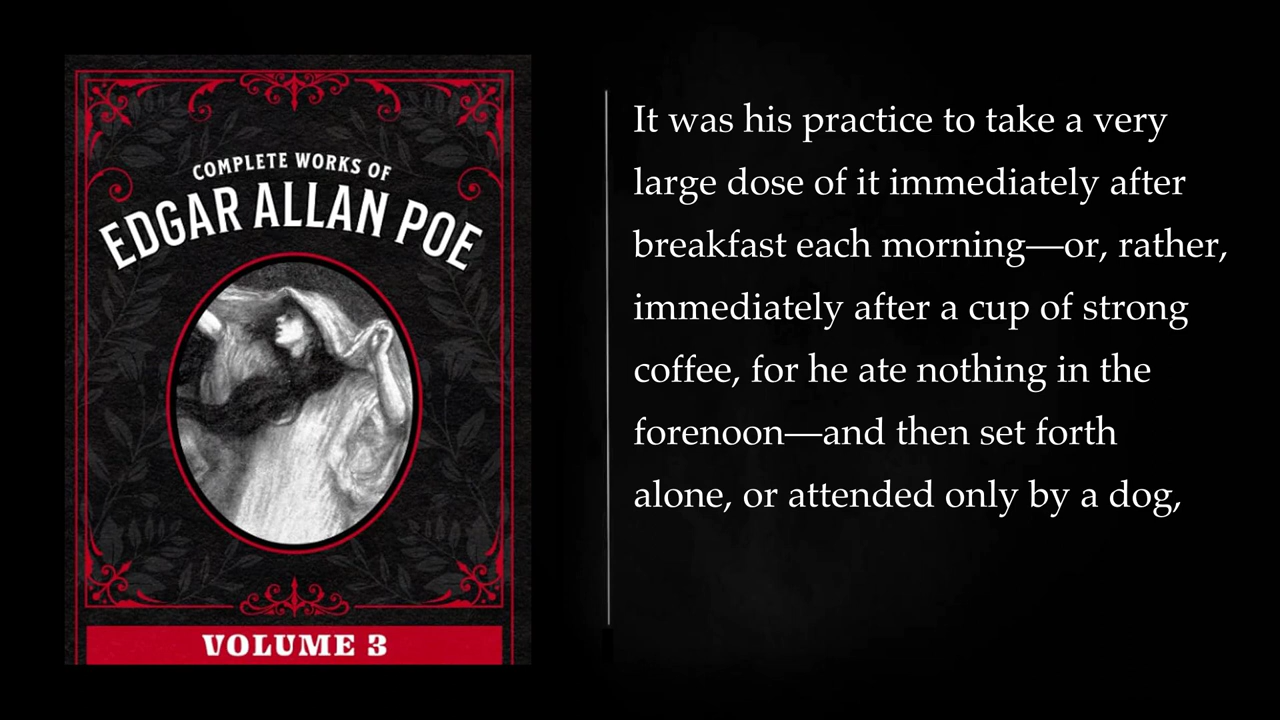 COMPLETE WORKS OF
EDGAR ALLAN POE
VOLUME 3
It was his practice to take a very
large dose of it immediately after
breakfast each morning—or, rather,
immediately after a cup of strong
coffee, for he ate nothing in the
forenoon—and then set forth
alone, or attended only by a dog,